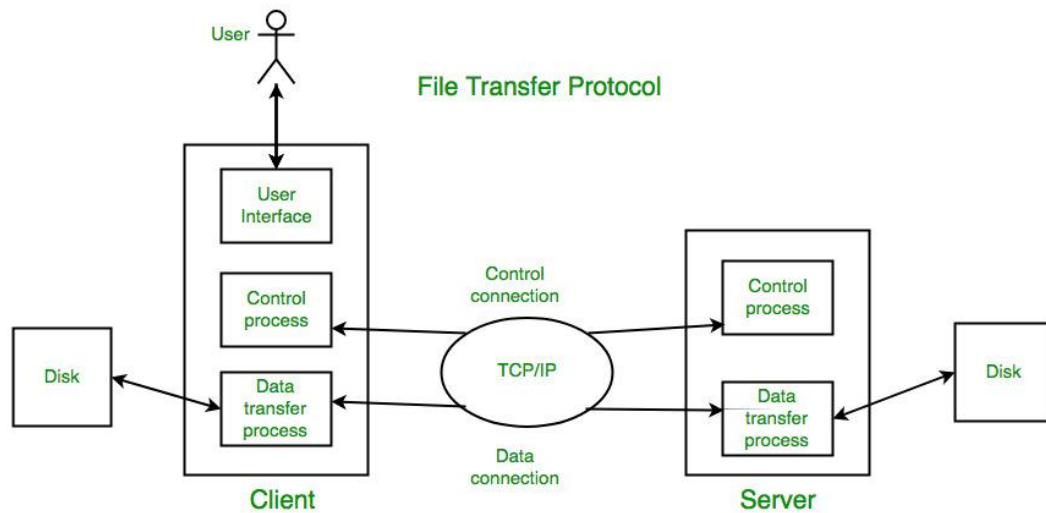 User
File Transfer Protocol
User
Interface
Control
process
Data
transfer
process
Disk
Client
Control
connection
TCP/IP
Data
connection
Control
process
Data
transfer
process
Disk
Server